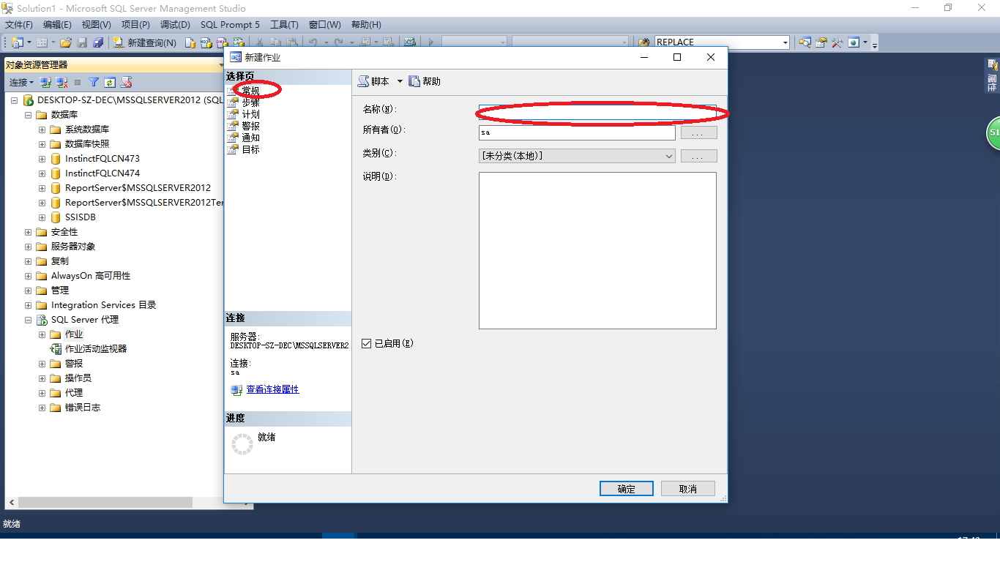 Solution1 - Microsoft SQL Server Management Studio
文件(F) 编辑(E) 视图(V) 项目(P) 调试(D) SQL Prompt 5 工具(T) 窗口(W) 帮助(H)
新建查询(N) REPLACE
对象资源管理器
连接
DESKTOP-SZ-DEC\MSSQLSERVER2012 (SQL
数据库
系统数据库
数据库快照
InstinctFQLCN473
InstinctFQLCN474
ReportServer$MSSQLSERVER2012
ReportServer$MSSQLSERVER2012Ter
SSISDB
安全性
服务器对象
复制
AlwaysOn 高可用性
管理
Integration Services 目录
SQL Server 代理
作业
作业活动监视器
警报
操作员
代理
错误日志
就绪
新建作业
选择页
常规
步骤
计划
警报
通知
目标
连接
服务器:
DESKTOP-SZ-DEC\MSSQLSERVER2
连接:
sa
查看连接属性
进度
就绪
脚本 帮助
名称(N):
所有者(O):
sa
...
类别(C):
[未分类(本地)]
...
说明(D):
已启用(E)
确定 取消
属性
51